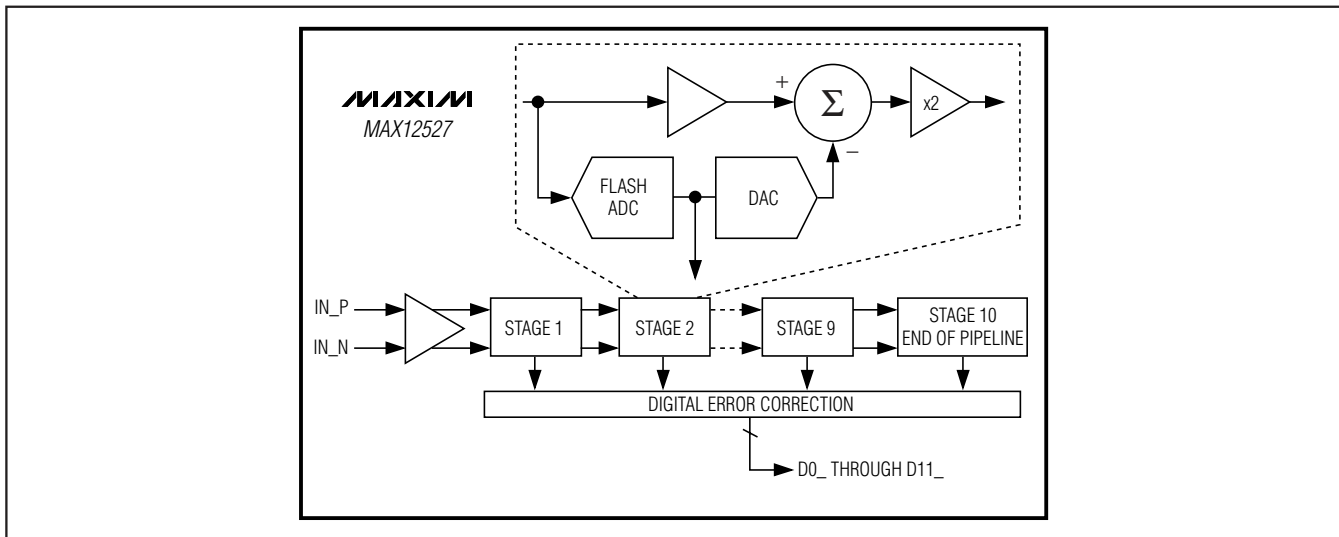 MAXIM
MAX12527
+
Σ
x2
−
FLASH
ADC
DAC
IN_P
IN_N
STAGE 1
STAGE 2
STAGE 9
STAGE 10
END OF PIPELINE
DIGITAL ERROR CORRECTION
D0_ THROUGH D11_